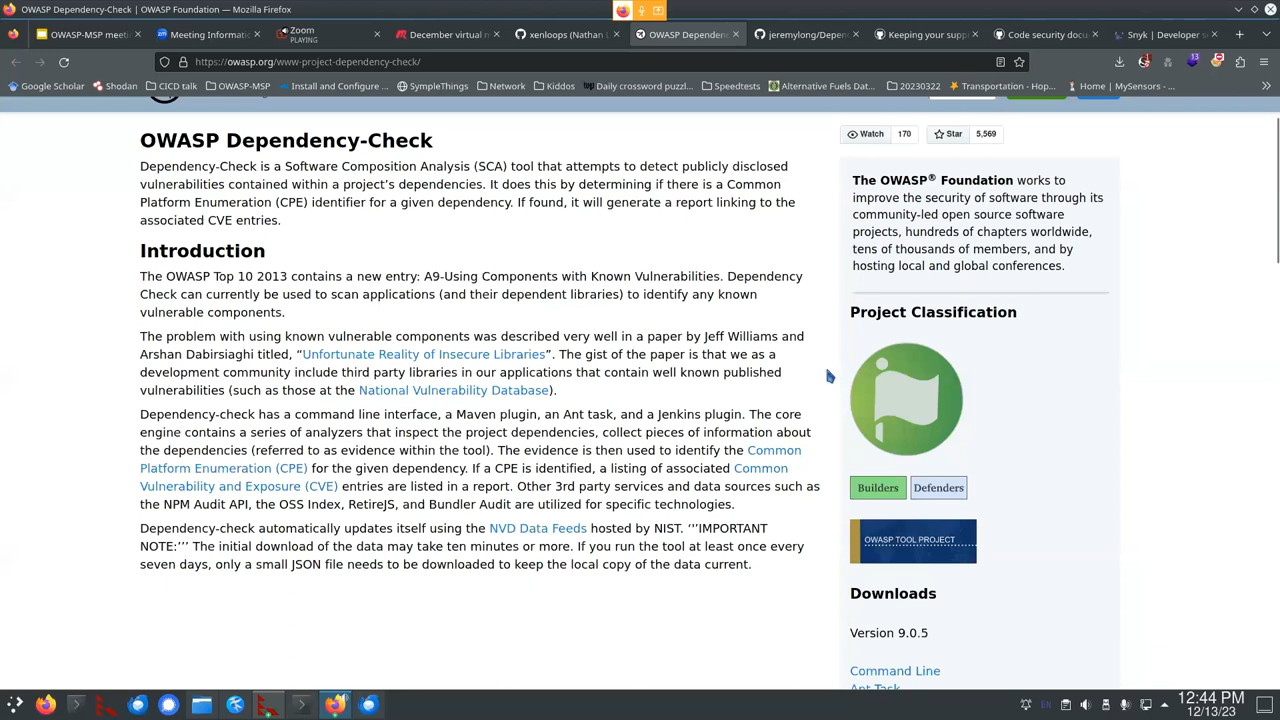 OWASP Dependency-Check | OWASP Foundation — Mozilla Firefox
OWASP-MSP meeti
Meeting Informatic
Zoom
PLAYING
December virtual m
xenloops (Nathan L
OWASP Dependenc
jeremylong/Depen
Keeping your supp
Code security docu
Snyk | Developer s
https://owasp.org/www-project-dependency-check/
13
Google Scholar
Shodan
CICD talk
OWASP-MSP
Install and Configure ...
SympleThings
Network
Kiddos
Daily crossword puzzl...
Speedtests
Alternative Fuels Dat...
20230322
Transportation - Hop...
Home | MySensors - ...
OWASP Dependency-Check
Dependency-Check is a Software Composition Analysis (SCA) tool that attempts to detect publicly disclosed
vulnerabilities contained within a project's dependencies. It does this by determining if there is a Common
Platform Enumeration (CPE) identifier for a given dependency. If found, it will generate a report linking to the
associated CVE entries.
Introduction
The OWASP Top 10 2013 contains a new entry: A9-Using Components with Known Vulnerabilities. Dependency
Check can currently be used to scan applications (and their dependent libraries) to identify any known
vulnerable components.
The problem with using known vulnerable components was described very well in a paper by Jeff Williams and
Arshan Dabirsiaghi titled, “Unfortunate Reality of Insecure Libraries”. The gist of the paper is that we as a
development community include third party libraries in our applications that contain well known published
vulnerabilities (such as those at the National Vulnerability Database).
Dependency-check has a command line interface, a Maven plugin, an Ant task, and a Jenkins plugin. The core
engine contains a series of analyzers that inspect the project dependencies, collect pieces of information about
the dependencies (referred to as evidence within the tool). The evidence is then used to identify the Common
Platform Enumeration (CPE) for the given dependency. If a CPE is identified, a listing of associated Common
Vulnerability and Exposure (CVE) entries are listed in a report. Other 3rd party services and data sources such as
the NPM Audit API, the OSS Index, RetireJS, and Bundler Audit are utilized for specific technologies.
Dependency-check automatically updates itself using the NVD Data Feeds hosted by NIST. ‘’’IMPORTANT
NOTE:’’’ The initial download of the data may take ten minutes or more. If you run the tool at least once every
seven days, only a small JSON file needs to be downloaded to keep the local copy of the data current.
Watch 170 Star 5,569
The OWASP® Foundation works to
improve the security of software through its
community-led open source software
projects, hundreds of chapters worldwide,
tens of thousands of members, and by
hosting local and global conferences.
Project Classification
Builders Defenders
OWASP TOOL PROJECT
Downloads
Version 9.0.5
Command Line
Ant Task
EN
12:44 PM
12/13/23